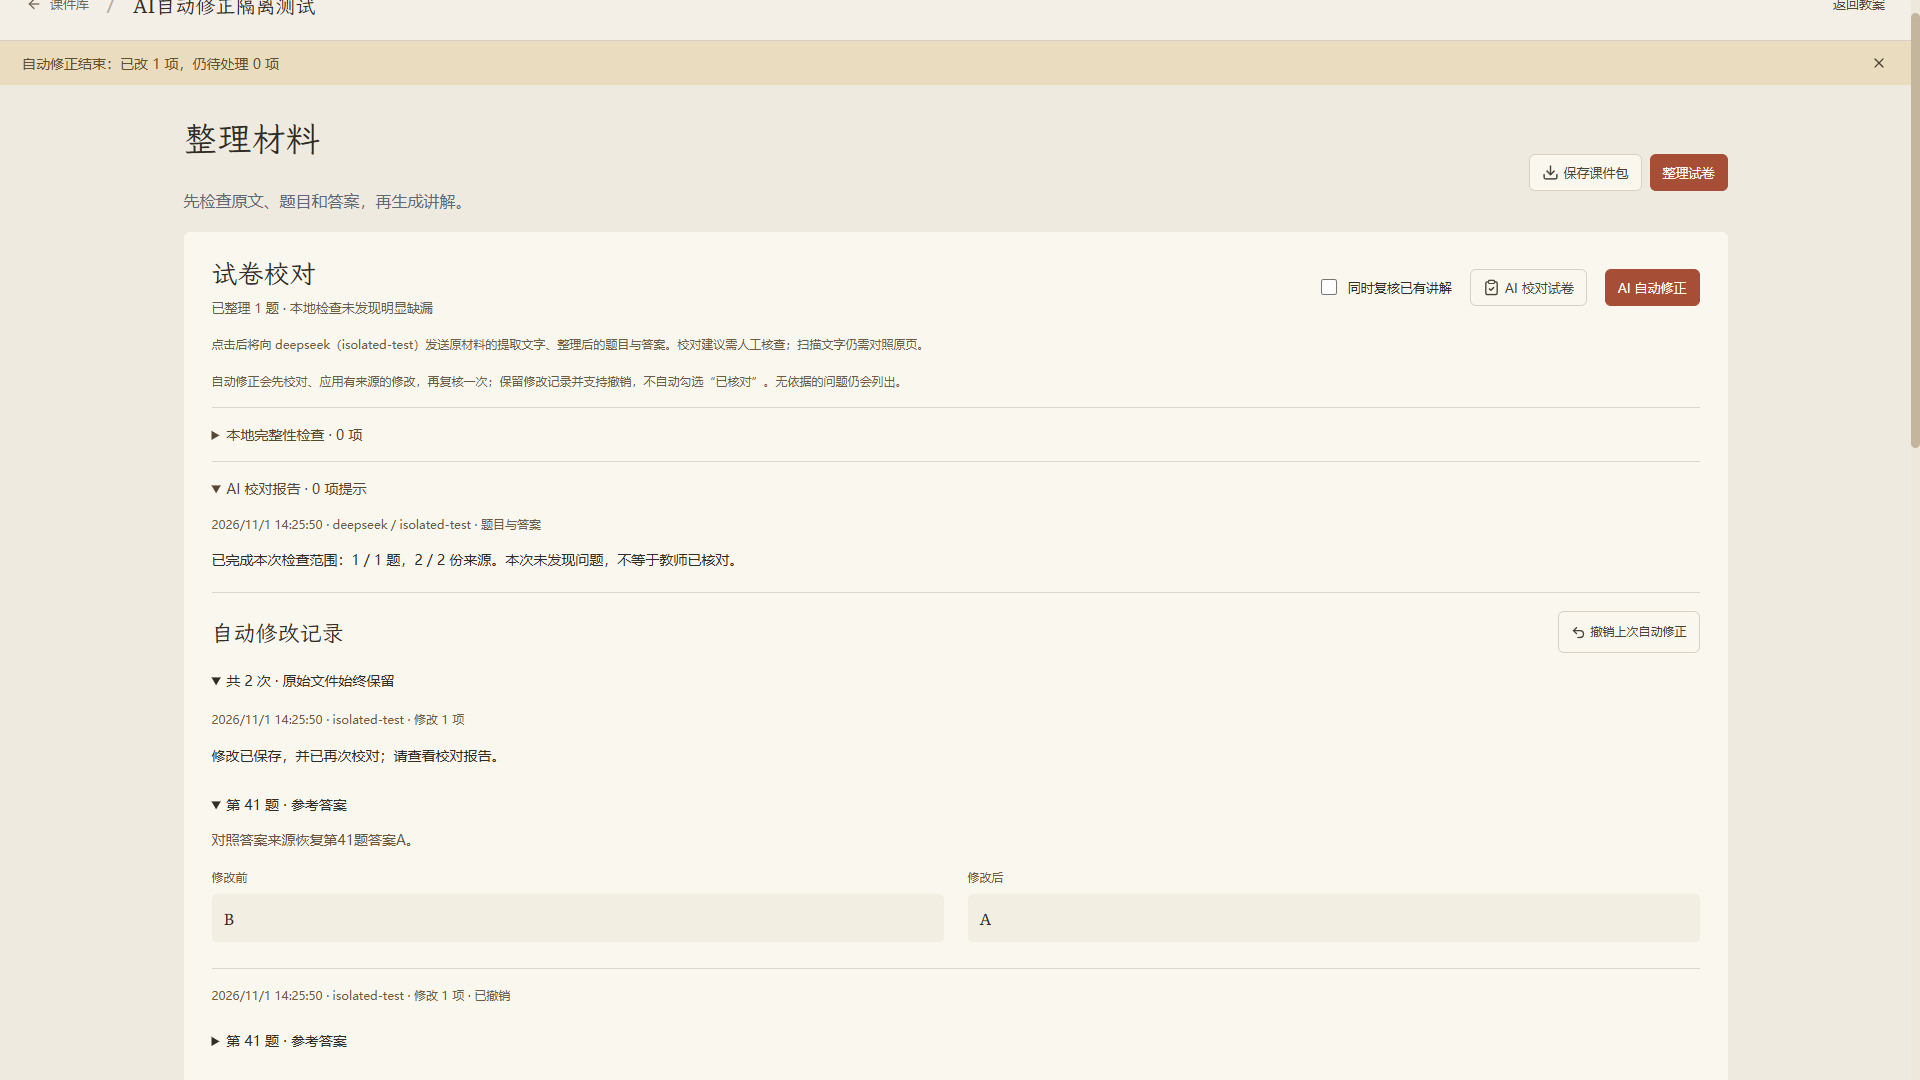 课件库 / AI自动修正隔离测试
返回教案
自动修正结束：已改 1 项，仍待处理 0 项
整理材料
保存课件包
整理试卷
先检查原文、题目和答案，再生成讲解。
试卷校对
同时复核已有讲解
AI 校对试卷
AI 自动修正
已整理 1 题 · 本地检查未发现明显缺漏
点击后将向 deepseek（isolated-test）发送原材料的提取文字、整理后的题目与答案。校对建议需人工核查；扫描文字仍需对照原页。
自动修正会先校对、应用有来源的修改，再复核一次；保留修改记录并支持撤销，不自动勾选“已核对”。无依据的问题仍会列出。
本地完整性检查 · 0 项
AI 校对报告 · 0 项提示
2026/11/1 14:25:50 · deepseek / isolated-test · 题目与答案
已完成本次检查范围：1 / 1 题，2 / 2 份来源。本次未发现问题，不等于教师已核对。
自动修改记录
撤销上次自动修正
共 2 次 · 原始文件始终保留
2026/11/1 14:25:50 · isolated-test · 修改 1 项
修改已保存，并已再次校对；请查看校对报告。
第 41 题 · 参考答案
对照答案来源恢复第41题答案A。
修改前
修改后
B
A
2026/11/1 14:25:50 · isolated-test · 修改 1 项 · 已撤销
第 41 题 · 参考答案